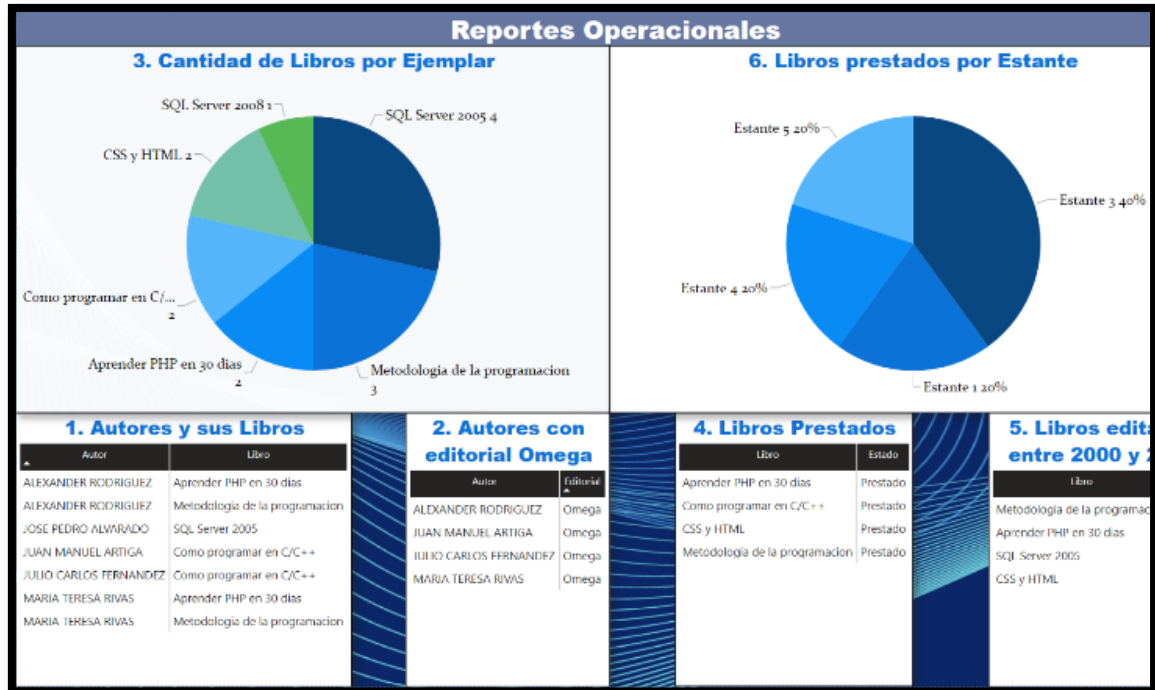 Reportes Operacionales
3. Cantidad de Libros por Ejemplar
SQL Server 2008 1
SQL Server 2005 4
CSS y HTML 2
Como programar en C/...
2
Aprender PHP en 30 dias
2
Metodologia de la programacion
3
6. Libros prestados por Estante
Estante 5 20%
Estante 3 40%
Estante 4 20%
Estante 1 20%
1. Autores y sus Libros
Autor Libro
ALEXANDER RODRIGUEZ Aprender PHP en 30 dias
ALEXANDER RODRIGUEZ Metodologia de la programacion
JOSE PEDRO ALVARADO SQL Server 2005
JUAN MANUEL ARTIGA Como programar en C/C++
JULIO CARLOS FERNANDEZ Como programar en C/C++
MARIA TERESA RIVAS Aprender PHP en 30 dias
MARIA TERESA RIVAS Metodologia de la programacion
2. Autores con
editorial Omega
Autor Editorial
ALEXANDER RODRIGUEZ Omega
JUAN MANUEL ARTIGA Omega
JULIO CARLOS FERNANDEZ Omega
MARIA TERESA RIVAS Omega
4. Libros Prestados
Libro Estado
Aprender PHP en 30 dias Prestado
Como programar en C/C++ Prestado
CSS y HTML Prestado
Metodologia de la programacion Prestado
5. Libros edita
entre 2000 y
Libro
Metodologia de la programac
Aprender PHP en 30 dias
SQL Server 2005
CSS y HTML